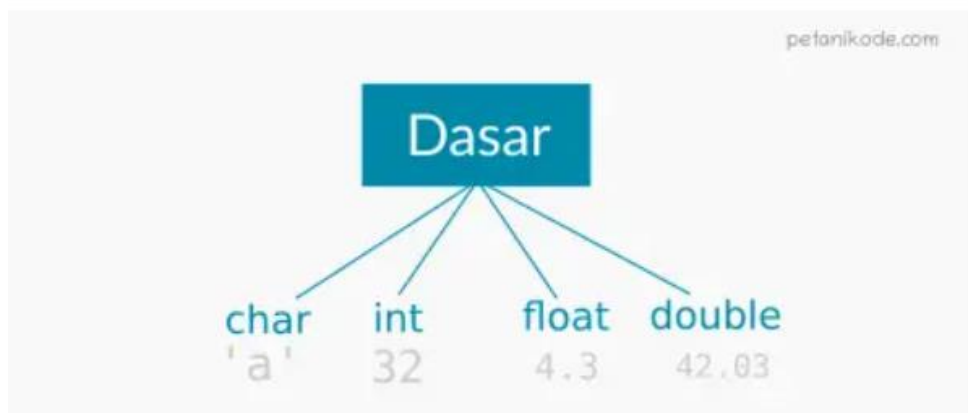 petanikode.com
Dasar
char int float double
'a' 32 4.3 42.03